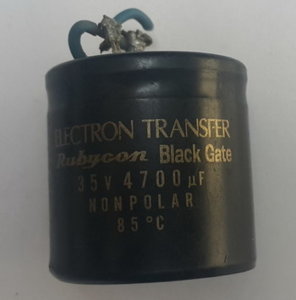 ELECTRON TRANSFER
Rubycon Black Gate
35V 4700µF
NONPOLAR
85°C